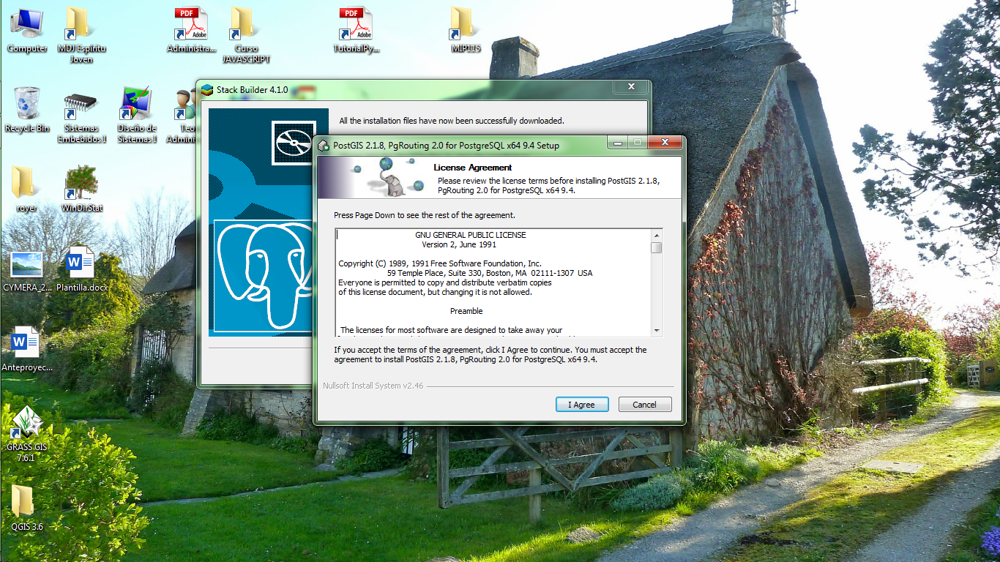 Computer
MDJ Espiritu
Joven
Administra...
Curso
JAVASCRIPT
TutorialPy...
MIP115
Recycle Bin
Sistemas
Embebidos I
Diseño de
Sistemas I
Teo
Admini
royer
WinDirStat
CYMERA_2...
Plantilla.docx
Anteproyec...
GRASS GIS
7.6.1
QGIS 3.6
PDF
Adobe
PDF
Adobe
Stack Builder 4.1.0
All the installation files have now been successfully downloaded.
PostGIS 2.1.8, PgRouting 2.0 for PostgreSQL x64 9.4 Setup
License Agreement
Please review the license terms before installing PostGIS 2.1.8,
PgRouting 2.0 for PostgreSQL x64 9.4.
Press Page Down to see the rest of the agreement.
GNU GENERAL PUBLIC LICENSE
Version 2, June 1991
Copyright (C) 1989, 1991 Free Software Foundation, Inc.
59 Temple Place, Suite 330, Boston, MA 02111-1307 USA
Everyone is permitted to copy and distribute verbatim copies
of this license document, but changing it is not allowed.
Preamble
The licenses for most software are designed to take away your
If you accept the terms of the agreement, click I Agree to continue. You must accept the
agreement to install PostGIS 2.1.8, PgRouting 2.0 for PostgreSQL x64 9.4.
Nullsoft Install System v2.46
I Agree
Cancel